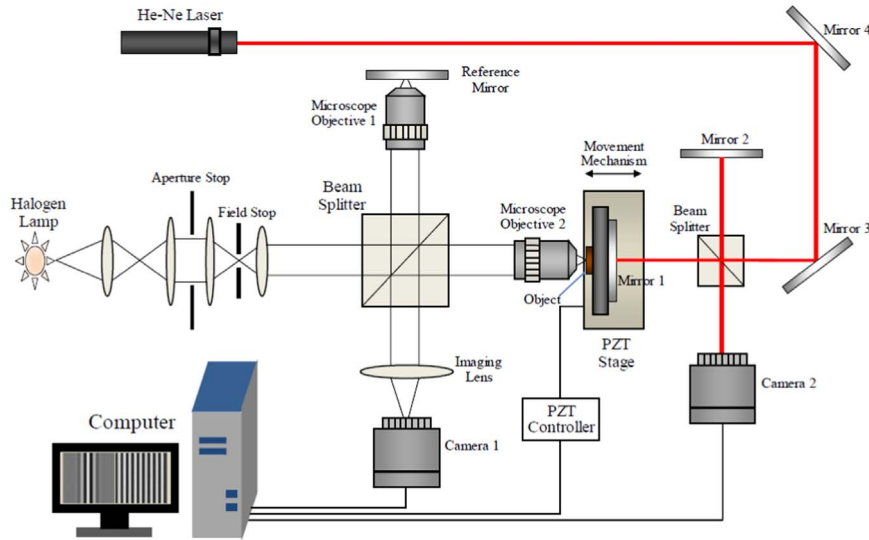 He-Ne Laser
Mirror 4
Reference
Mirror
Microscope
Objective 1
Movement
Mechanism
Mirror 2
Aperture Stop
Halogen
Lamp
Field Stop
Beam
Splitter
Microscope
Objective 2
Beam
Splitter
Mirror 3
Mirror 1
Object
PZT
Stage
Imaging
Lens
Camera 2
Computer
PZT
Controller
Camera 1